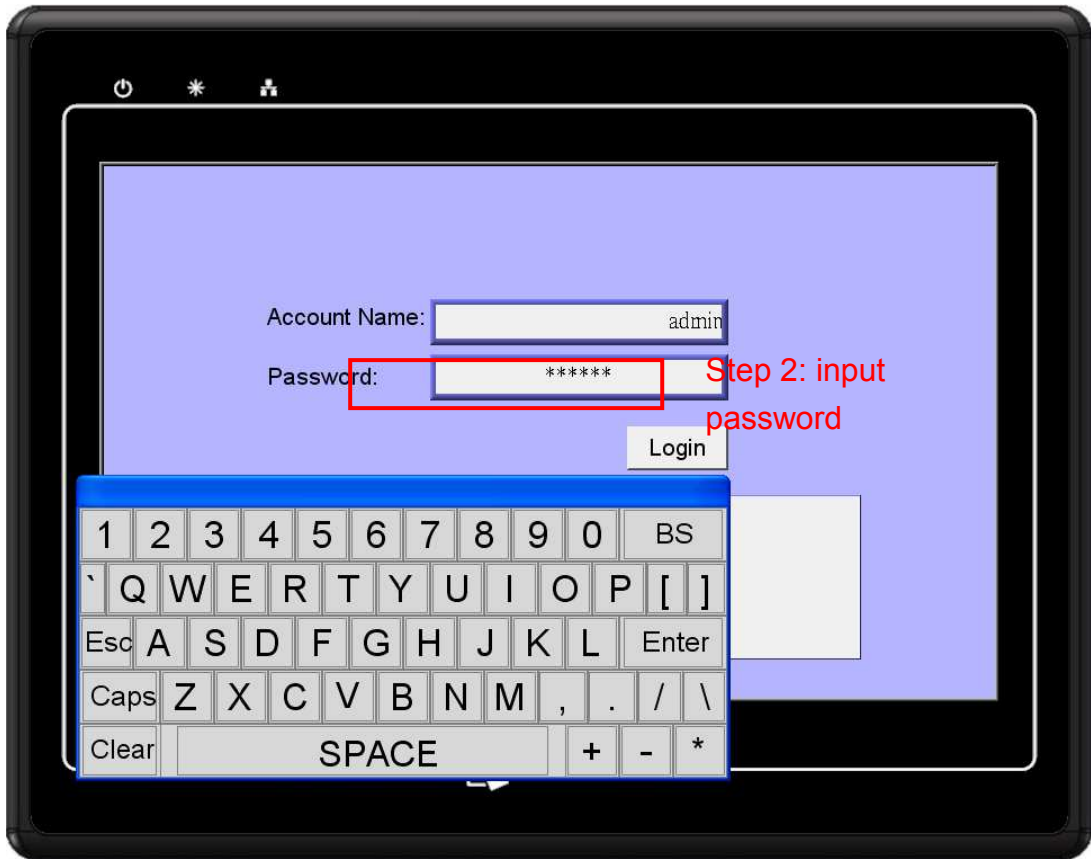 Account Name: admin
Password: ******
Step 2: input
password
Login
1 2 3 4 5 6 7 8 9 0 BS
` Q W E R T Y U I O P [ ]
Esc A S D F G H J K L Enter
Caps Z X C V B N M , . / \
Clear SPACE + - *